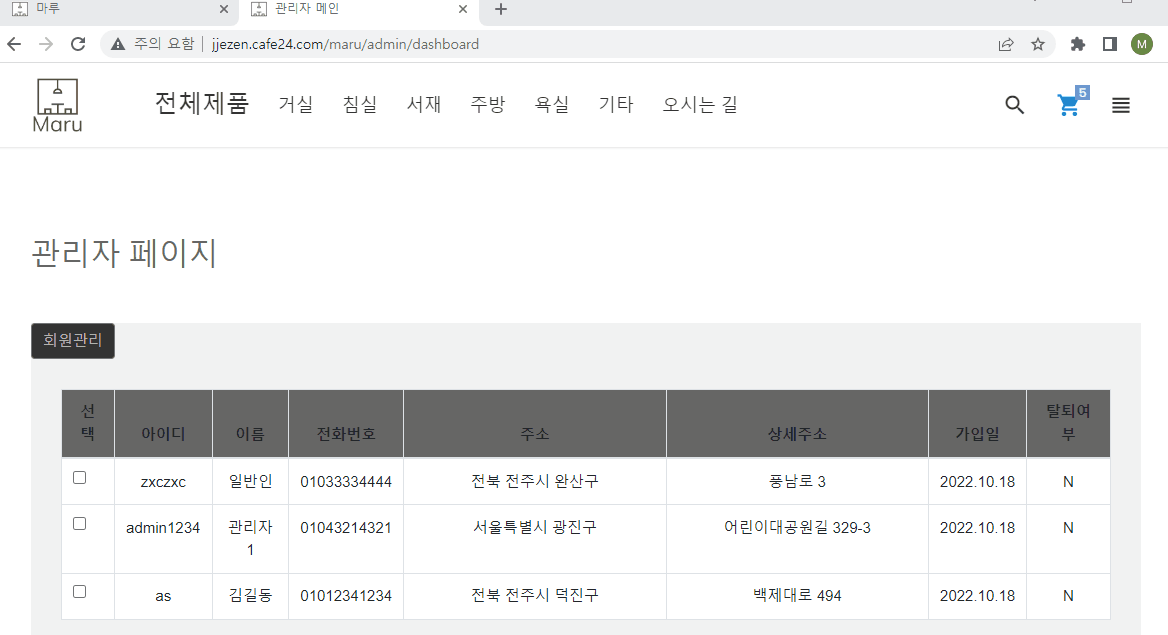 마루
관리자 메인
주의 요함 jjezen.cafe24.com/maru/admin/dashboard M
Maru 전체제품 거실 침실 서재 주방 욕실 기타 오시는 길 5
관리자 페이지
회원관리
선택 아이디 이름 전화번호 주소 상세주소 가입일 탈퇴여부
zxczxc 일반인 01033334444 전북 전주시 완산구 풍남로 3 2022.10.18 N
admin1234 관리자1 01043214321 서울특별시 광진구 어린이대공원길 329-3 2022.10.18 N
as 김길동 01012341234 전북 전주시 덕진구 백제대로 494 2022.10.18 N